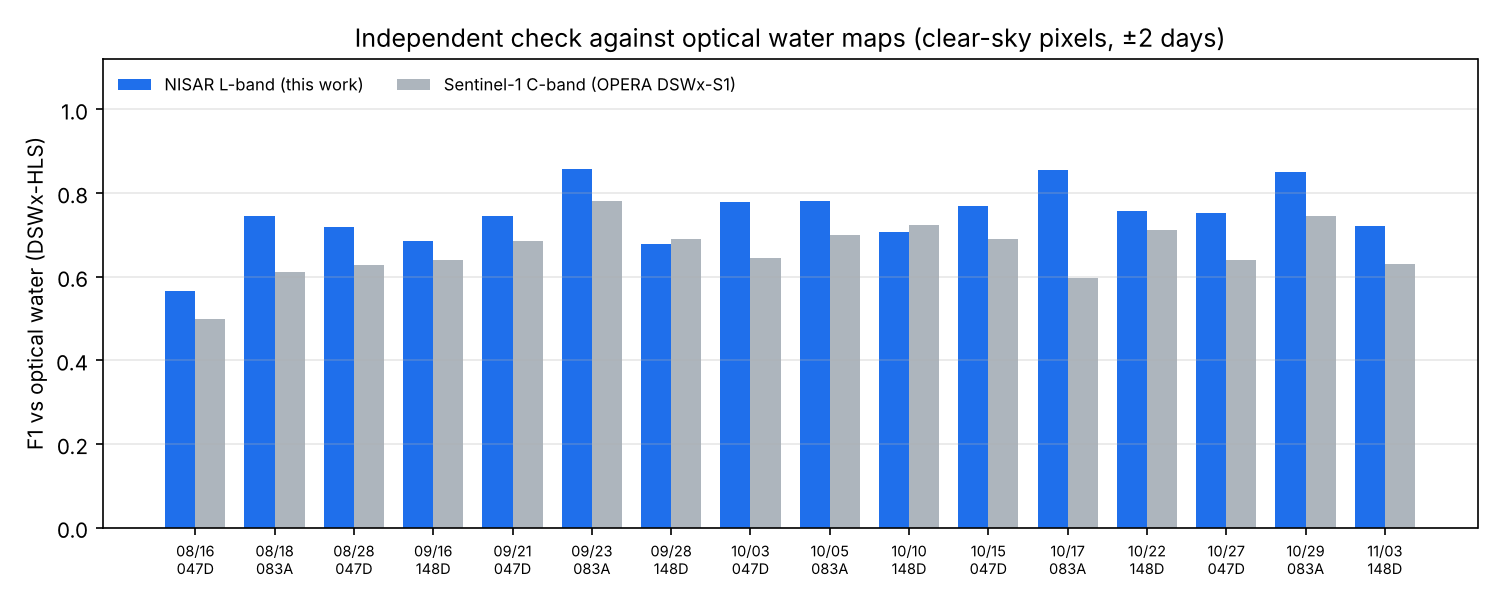 Independent check against optical water maps (clear-sky pixels, ±2 days)
NISAR L-band (this work)
Sentinel-1 C-band (OPERA DSWx-S1)
F1 vs optical water (DSWx-HLS)
1.0
0.8
0.6
0.4
0.2
0.0
08/16 08/18 08/28 09/16 09/21 09/23 09/28 10/03 10/05 10/10 10/15 10/17 10/22 10/27 10/29 11/03
047D 083A 047D 148D 047D 083A 148D 047D 083A 148D 047D 083A 148D 047D 083A 148D